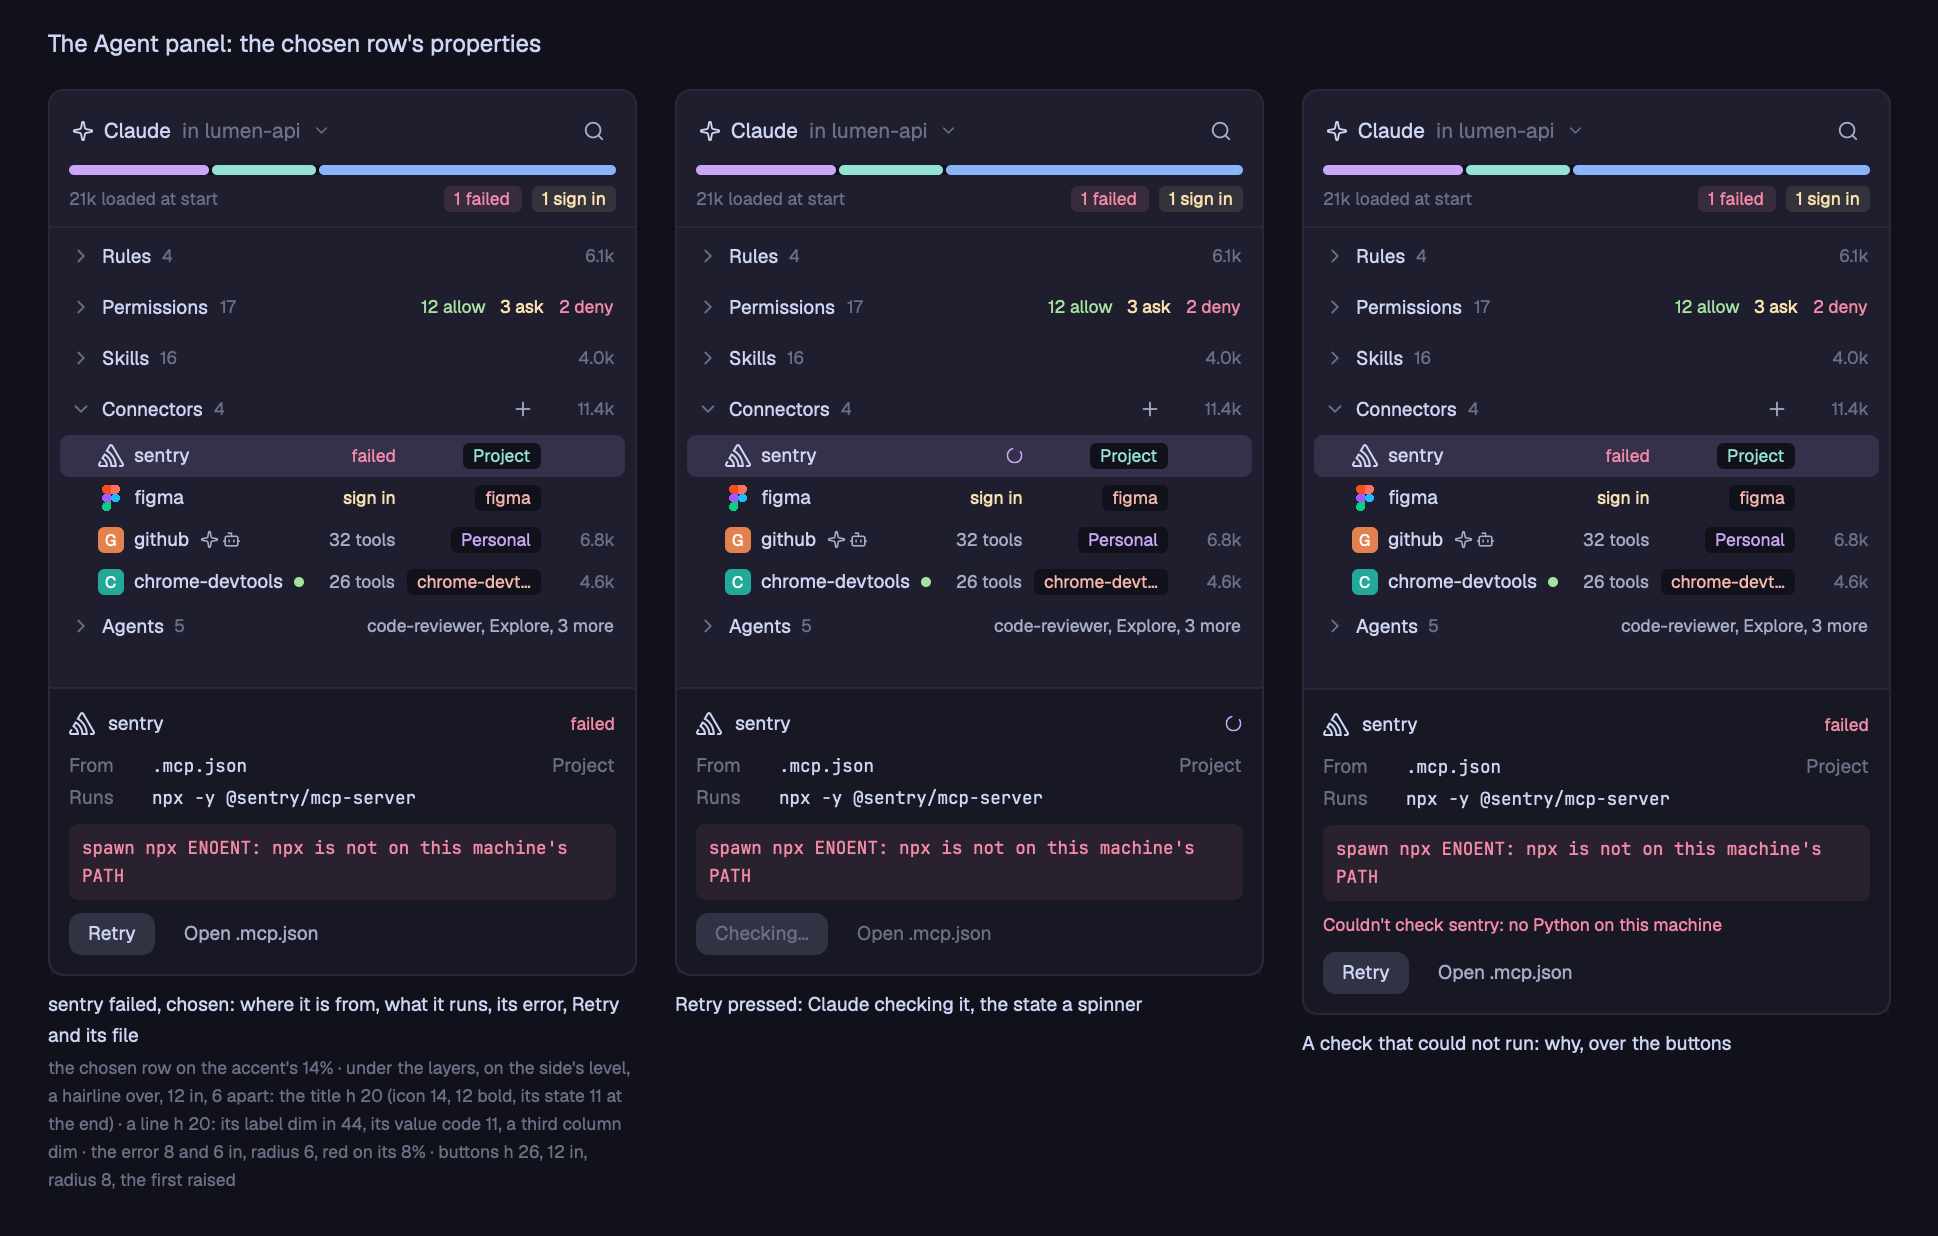 The Agent panel: the chosen row's properties
Claude in lumen-api
21k loaded at start 1 failed 1 sign in
Rules 4 6.1k
Permissions 17 12 allow 3 ask 2 deny
Skills 16 4.0k
Connectors 4 11.4k
sentry failed Project
figma sign in figma
G github 32 tools Personal 6.8k
C chrome-devtools 26 tools chrome-devt... 4.6k
Agents 5 code-reviewer, Explore, 3 more
sentry failed
From .mcp.json Project
Runs npx -y @sentry/mcp-server
spawn npx ENOENT: npx is not on this machine's
PATH
Retry Open .mcp.json
sentry failed, chosen: where it is from, what it runs, its error, Retry
and its file
the chosen row on the accent's 14% · under the layers, on the side's level,
a hairline over, 12 in, 6 apart: the title h 20 (icon 14, 12 bold, its state 11 at
the end) · a line h 20: its label dim in 44, its value code 11, a third column
dim · the error 8 and 6 in, radius 6, red on its 8% · buttons h 26, 12 in,
radius 8, the first raised
Claude in lumen-api
21k loaded at start 1 failed 1 sign in
Rules 4 6.1k
Permissions 17 12 allow 3 ask 2 deny
Skills 16 4.0k
Connectors 4 11.4k
sentry Project
figma sign in figma
G github 32 tools Personal 6.8k
C chrome-devtools 26 tools chrome-devt... 4.6k
Agents 5 code-reviewer, Explore, 3 more
sentry
From .mcp.json Project
Runs npx -y @sentry/mcp-server
spawn npx ENOENT: npx is not on this machine's
PATH
Checking... Open .mcp.json
Retry pressed: Claude checking it, the state a spinner
Claude in lumen-api
21k loaded at start 1 failed 1 sign in
Rules 4 6.1k
Permissions 17 12 allow 3 ask 2 deny
Skills 16 4.0k
Connectors 4 11.4k
sentry failed Project
figma sign in figma
G github 32 tools Personal 6.8k
C chrome-devtools 26 tools chrome-devt... 4.6k
Agents 5 code-reviewer, Explore, 3 more
sentry failed
From .mcp.json Project
Runs npx -y @sentry/mcp-server
spawn npx ENOENT: npx is not on this machine's
PATH
Couldn't check sentry: no Python on this machine
Retry Open .mcp.json
A check that could not run: why, over the buttons